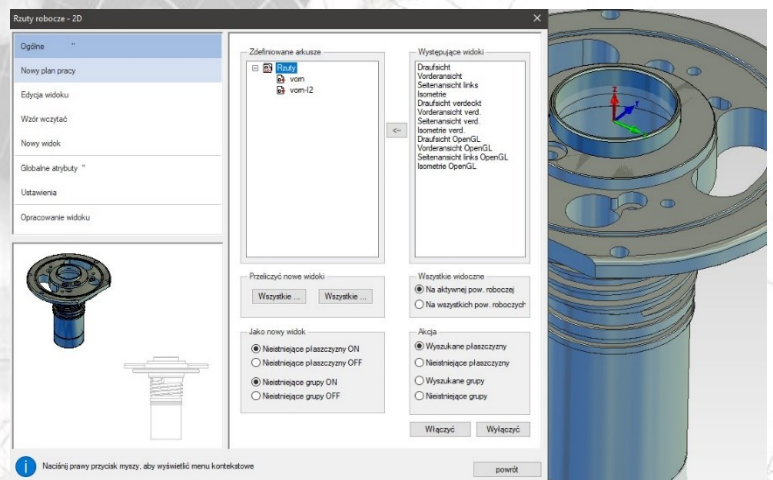 Rzuty robocze - 2D
Ogólne "
Nowy plan pracy
Edycja widoku
Wzór wczytać
Nowy widok
Globalne atrybuty "
Ustawienia
Opracowanie widoku
Zdefiniowane arkusze
Rzuty
vorn
vorn-l2
<--
Występujące widoki
Draufsicht
Vorderansicht
Seitenansicht links
Isometrie
Draufsicht verdeckt
Vorderansicht verd.
Seitenansicht verd.
Isometrie verd.
Draufsicht OpenGL
Vorderansicht OpenGL
Seitenansicht links OpenGL
Isometrie OpenGL
Przeliczyć nowe widoki
Wszystkie ...
Wszystkie ...
Wszystkie widoczne
Na aktywnej pow. roboczej
Na wszystkich pow. roboczych
Jako nowy widok
Nieistniejące płaszczyzny ON
Nieistniejące płaszczyzny OFF
Nieistniejące grupy ON
Nieistniejące grupy OFF
Akcja
Wyszukane płaszczyzny
Nieistniejące płaszczyzny
Wyszukane grupy
Nieistniejące grupy
Włączyć
Wyłączyć
Naciśnij prawy przycisk myszy, aby wyświetlić menu kontekstowe
powrót